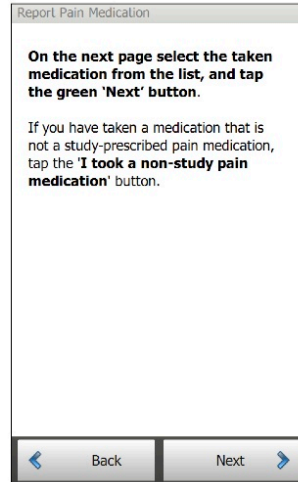 Report Pain Medication
On the next page select the taken
medication from the list, and tap
the green ‘Next’ button.
If you have taken a medication that is
not a study-prescribed pain medication,
tap the 'I took a non-study pain
medication' button.
Back
Next